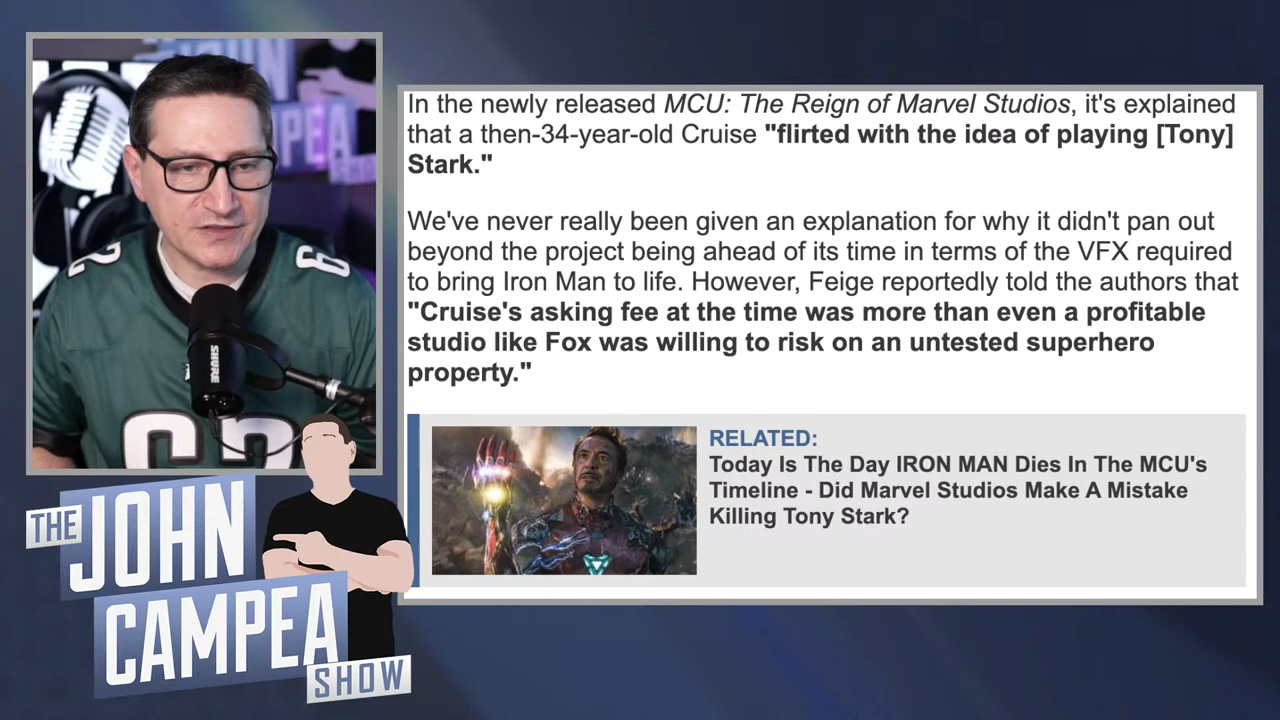 In the newly released MCU: The Reign of Marvel Studios, it's explained
that a then-34-year-old Cruise "flirted with the idea of playing [Tony]
Stark."
We've never really been given an explanation for why it didn't pan out
beyond the project being ahead of its time in terms of the VFX required
to bring Iron Man to life. However, Feige reportedly told the authors that
"Cruise's asking fee at the time was more than even a profitable
studio like Fox was willing to risk on an untested superhero
property."
RELATED:
Today Is The Day IRON MAN Dies In The MCU's
Timeline - Did Marvel Studios Make A Mistake
Killing Tony Stark?
SHURE
THE
JOHN
CAMPEA
SHOW